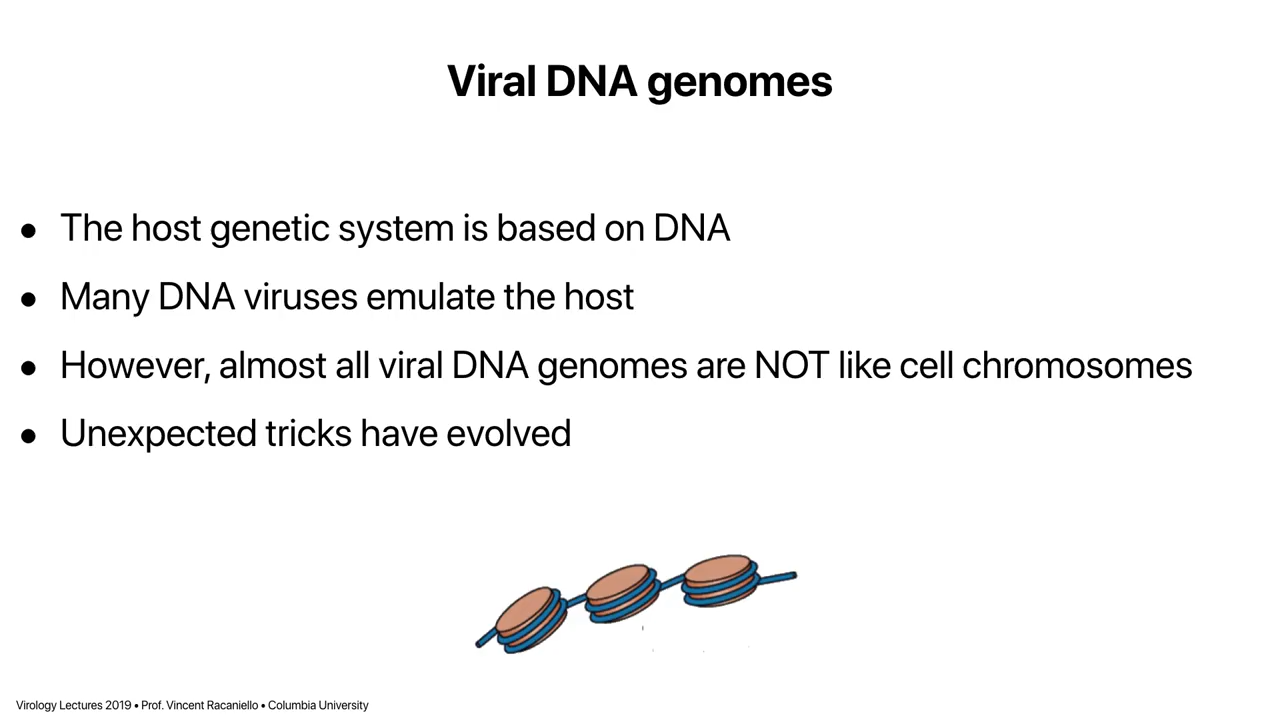 Viral DNA genomes
● The host genetic system is based on DNA
● Many DNA viruses emulate the host
● However, almost all viral DNA genomes are NOT like cell chromosomes
● Unexpected tricks have evolved
Virology Lectures 2019 • Prof. Vincent Racaniello • Columbia University